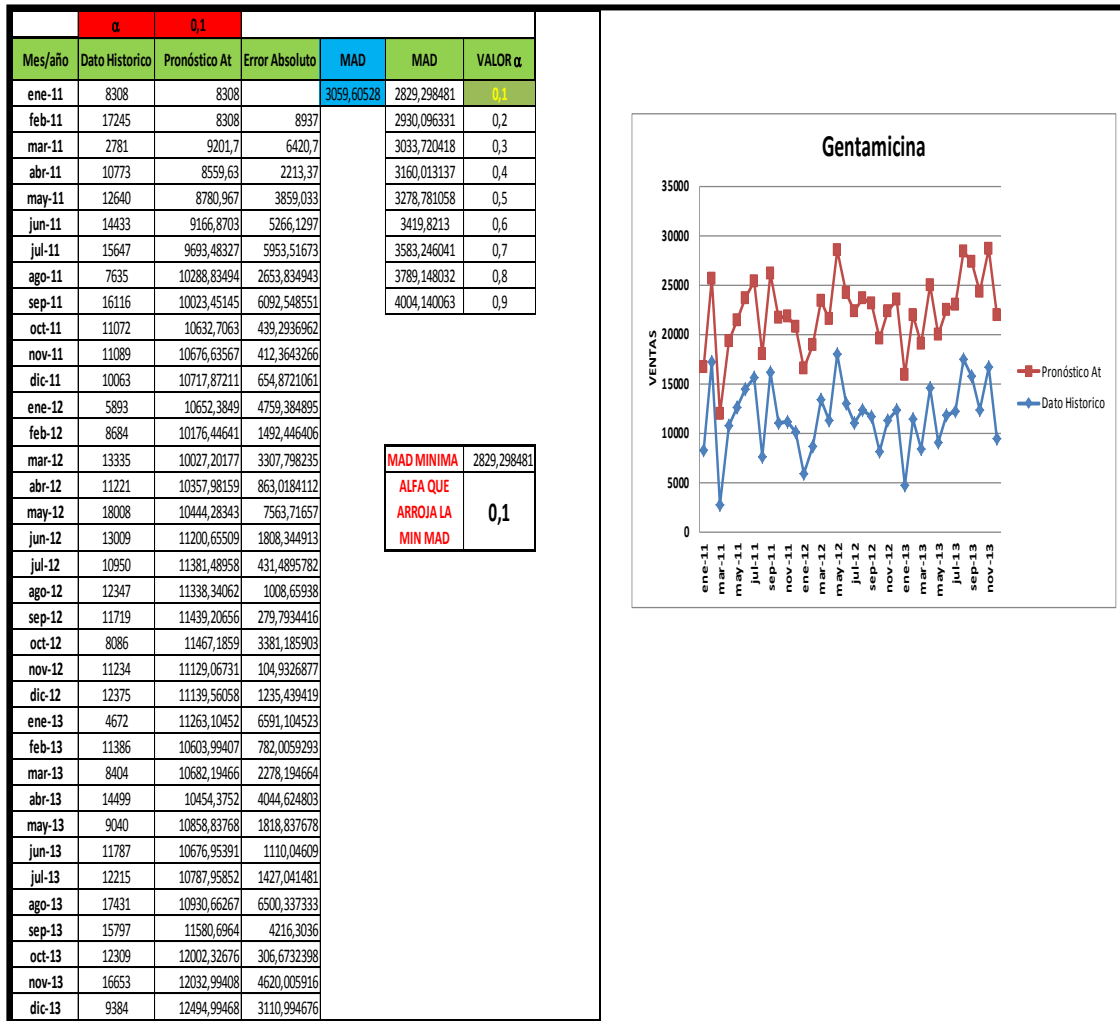 α 0,1
Mes/año Dato Historico Pronóstico At Error Absoluto MAD MAD VALOR α
ene-11 8308 8308 3059,60528 2829,298481 0,1
feb-11 17245 8308 8937 2930,096331 0,2
mar-11 2781 9201,7 6420,7 3033,720418 0,3
abr-11 10773 8559,63 2213,37 3160,013137 0,4
may-11 12640 8780,967 3859,033 3278,781058 0,5
jun-11 14433 9166,8703 5266,1297 3419,8213 0,6
jul-11 15647 9693,48327 5953,51673 3583,246041 0,7
ago-11 7635 10288,83494 2653,834943 3789,148032 0,8
sep-11 16116 10023,45145 6092,548551 4004,140063 0,9
oct-11 11072 10632,7063 439,2936962
nov-11 11089 10676,63567 412,3643266
dic-11 10063 10717,87211 654,8721061
ene-12 5893 10652,3849 4759,384895
feb-12 8684 10176,44641 1492,446406
mar-12 13335 10027,20177 3307,798235 MAD MINIMA 2829,298481
abr-12 11221 10357,98159 863,0184112 ALFA QUE
may-12 18008 10444,28343 7563,71657 ARROJA LA 0,1
jun-12 13009 11200,65509 1808,344913 MIN MAD
jul-12 10950 11381,48958 431,4895782
ago-12 12347 11338,34062 1008,65938
sep-12 11719 11439,20656 279,7934416
oct-12 8086 11467,1859 3381,185903
nov-12 11234 11129,06731 104,9326877
dic-12 12375 11139,56058 1235,439419
ene-13 4672 11263,10452 6591,104523
feb-13 11386 10603,99407 782,0059293
mar-13 8404 10682,19466 2278,194664
abr-13 14499 10454,3752 4044,624803
may-13 9040 10858,83768 1818,837678
jun-13 11787 10676,95391 1110,04609
jul-13 12215 10787,95852 1427,041481
ago-13 17431 10930,66267 6500,337333
sep-13 15797 11580,6964 4216,3036
oct-13 12309 12002,32676 306,6732398
nov-13 16653 12032,99408 4620,005916
dic-13 9384 12494,99468 3110,994676
Gentamicina
35000
30000
25000
20000
15000
10000
5000
0
VENTAS
Pronóstico At
Dato Historico
ene-11
mar-11
may-11
jul-11
sep-11
nov-11
ene-12
mar-12
may-12
jul-12
sep-12
nov-12
ene-13
mar-13
may-13
jul-13
sep-13
nov-13